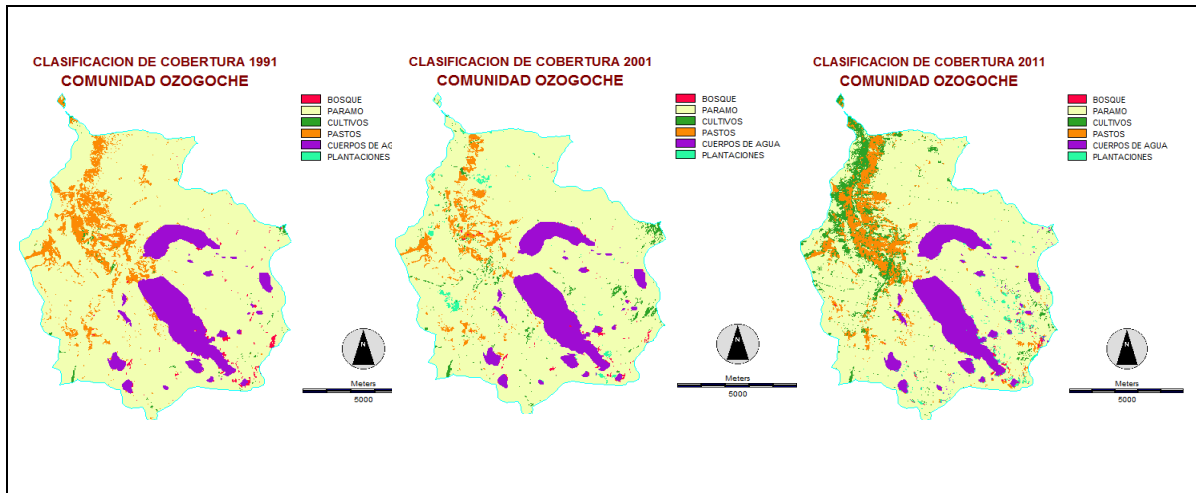 CLASIFICACION DE COBERTURA 1991
COMUNIDAD OZOGOCHE
BOSQUE
PARAMO
CULTIVOS
PASTOS
CUERPOS DE AG
PLANTACIONES
N
Meters
5000
CLASIFICACION DE COBERTURA 2001
COMUNIDAD OZOGOCHE
BOSQUE
PARAMO
CULTIVOS
PASTOS
CUERPOS DE AGUA
PLANTACIONES
N
Meters
5000
CLASIFICACION DE COBERTURA 2011
COMUNIDAD OZOGOCHE
BOSQUE
PARAMO
CULTIVOS
PASTOS
CUERPOS DE AGUA
PLANTACIONES
N
Meters
5000